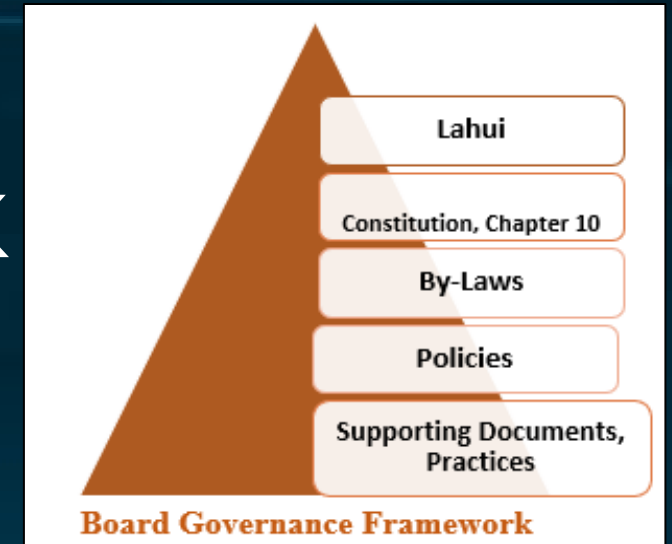 K
Lahui
Constitution, Chapter 10
By-Laws
Policies
Supporting Documents,
Practices
Board Governance Framework